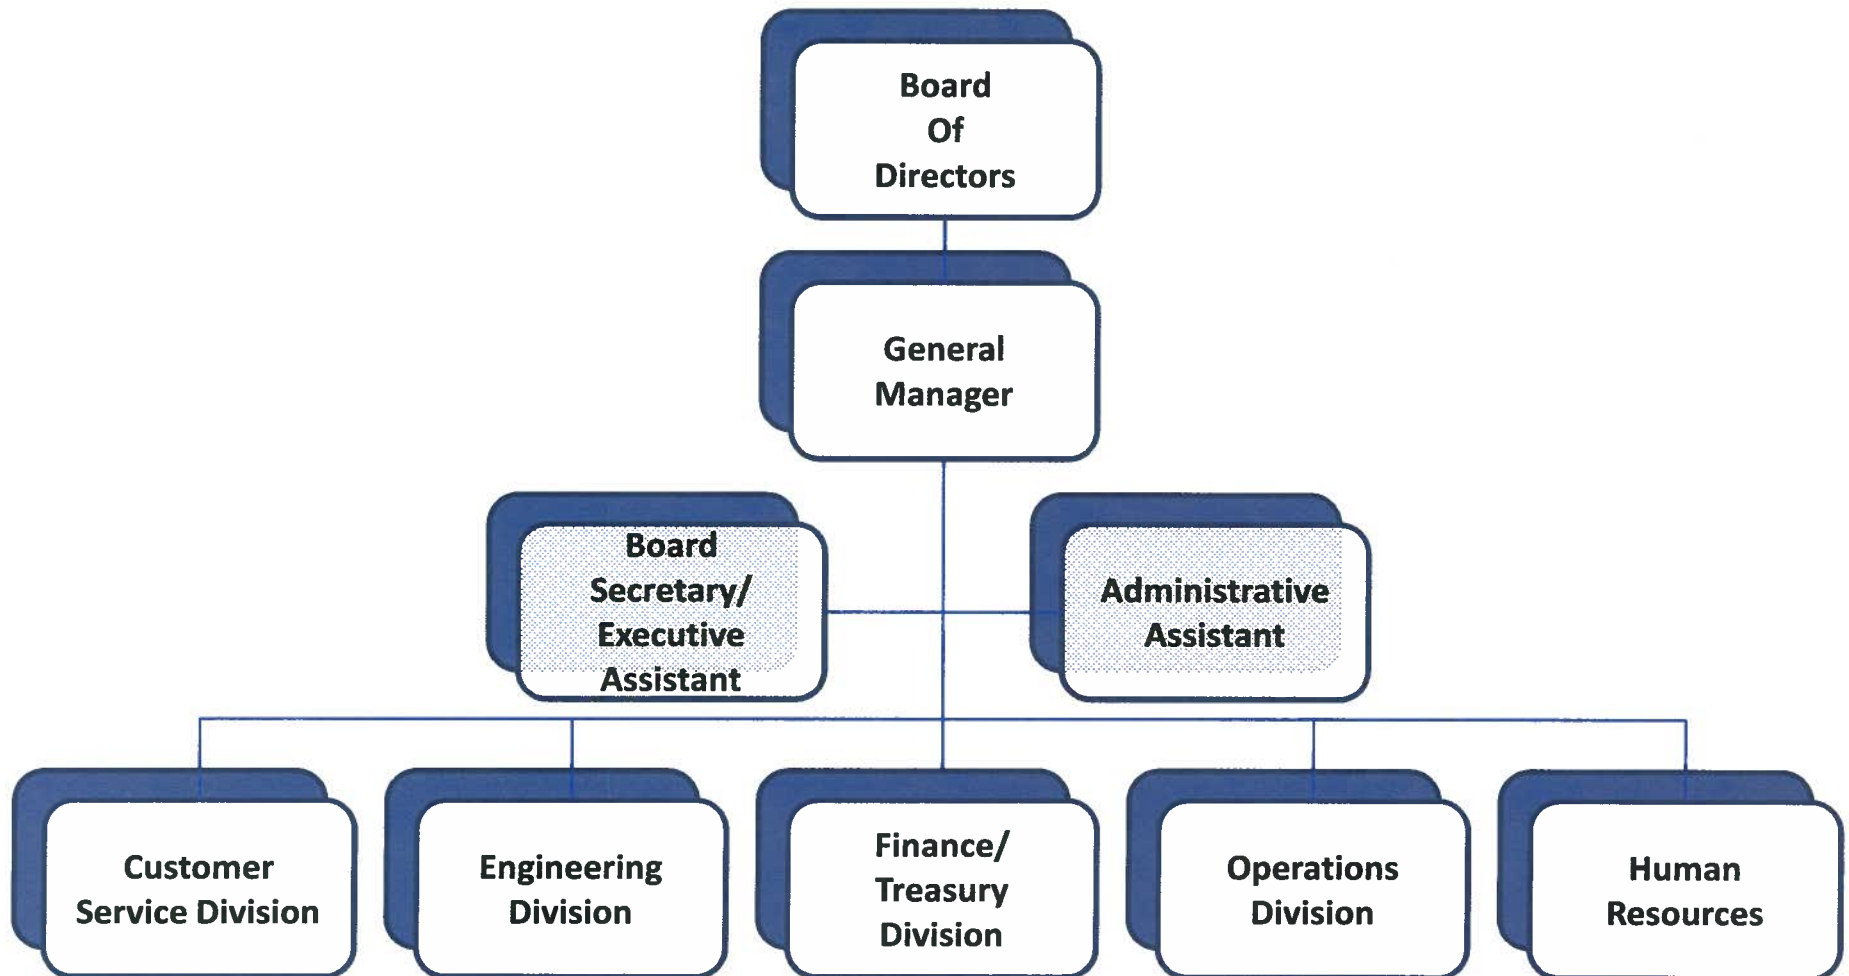 Board
Of
Directors
General
Manager
Board
Secretary/
Executive
Assistant
Administrative
Assistant
Customer
Service Division
Engineering
Division
Finance/
Treasury
Division
Operations
Division
Human
Resources